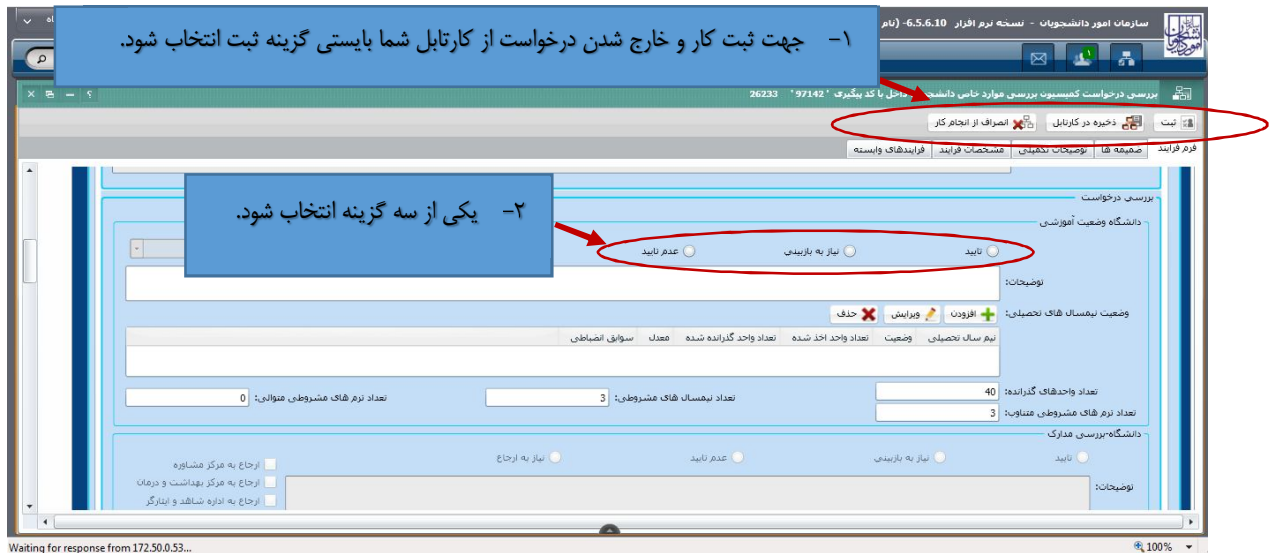 سازمان امور دانشجویان - نسخه نرم افزار 6.5.6.10- (نام
۱- جهت ثبت کار و خارج شدن درخواست از کارتابل شما بایستی گزینه ثبت انتخاب شود.
امور دانشجویان
1
بررسی درخواست کمیسیون بررسی موارد خاص داخل با کد پیگیری ' 97142 ' 26233
ثبت ذخیره در کارتابل انصراف از انجام کار
فرم فرایند ضمیمه ها توضیحات تکمیلی مشخصات فرایند فرایندهای وابسته
بررسی درخواست
۲- یکی از سه گزینه انتخاب شود.
دانشگاه وضعیت آموزشی
تایید نیاز به بازبینی عدم تایید
توضیحات:
وضعیت نیمسال های تحصیلی: افزودن ویرایش حذف
نیم سال تحصیلی وضعیت تعداد واحد اخذ شده تعداد واحد گذرانده شده معدل سوابق انضباطی
تعداد واحدهای گذرانده: 40 تعداد نیمسال های مشروطی: 3 تعداد ترم های مشروطی متوالی: 0
تعداد ترم های مشروطی متناوب: 3
دانشگاه-بررسی مدارک
تایید نیاز به بازبینی عدم تایید نیاز به ارجاع
ارجاع به مرکز مشاوره
ارجاع به مرکز بهداشت و درمان
توضیحات:
ارجاع به اداره شاهد و ایثارگر
Waiting for response from 172.50.0.53... 100%